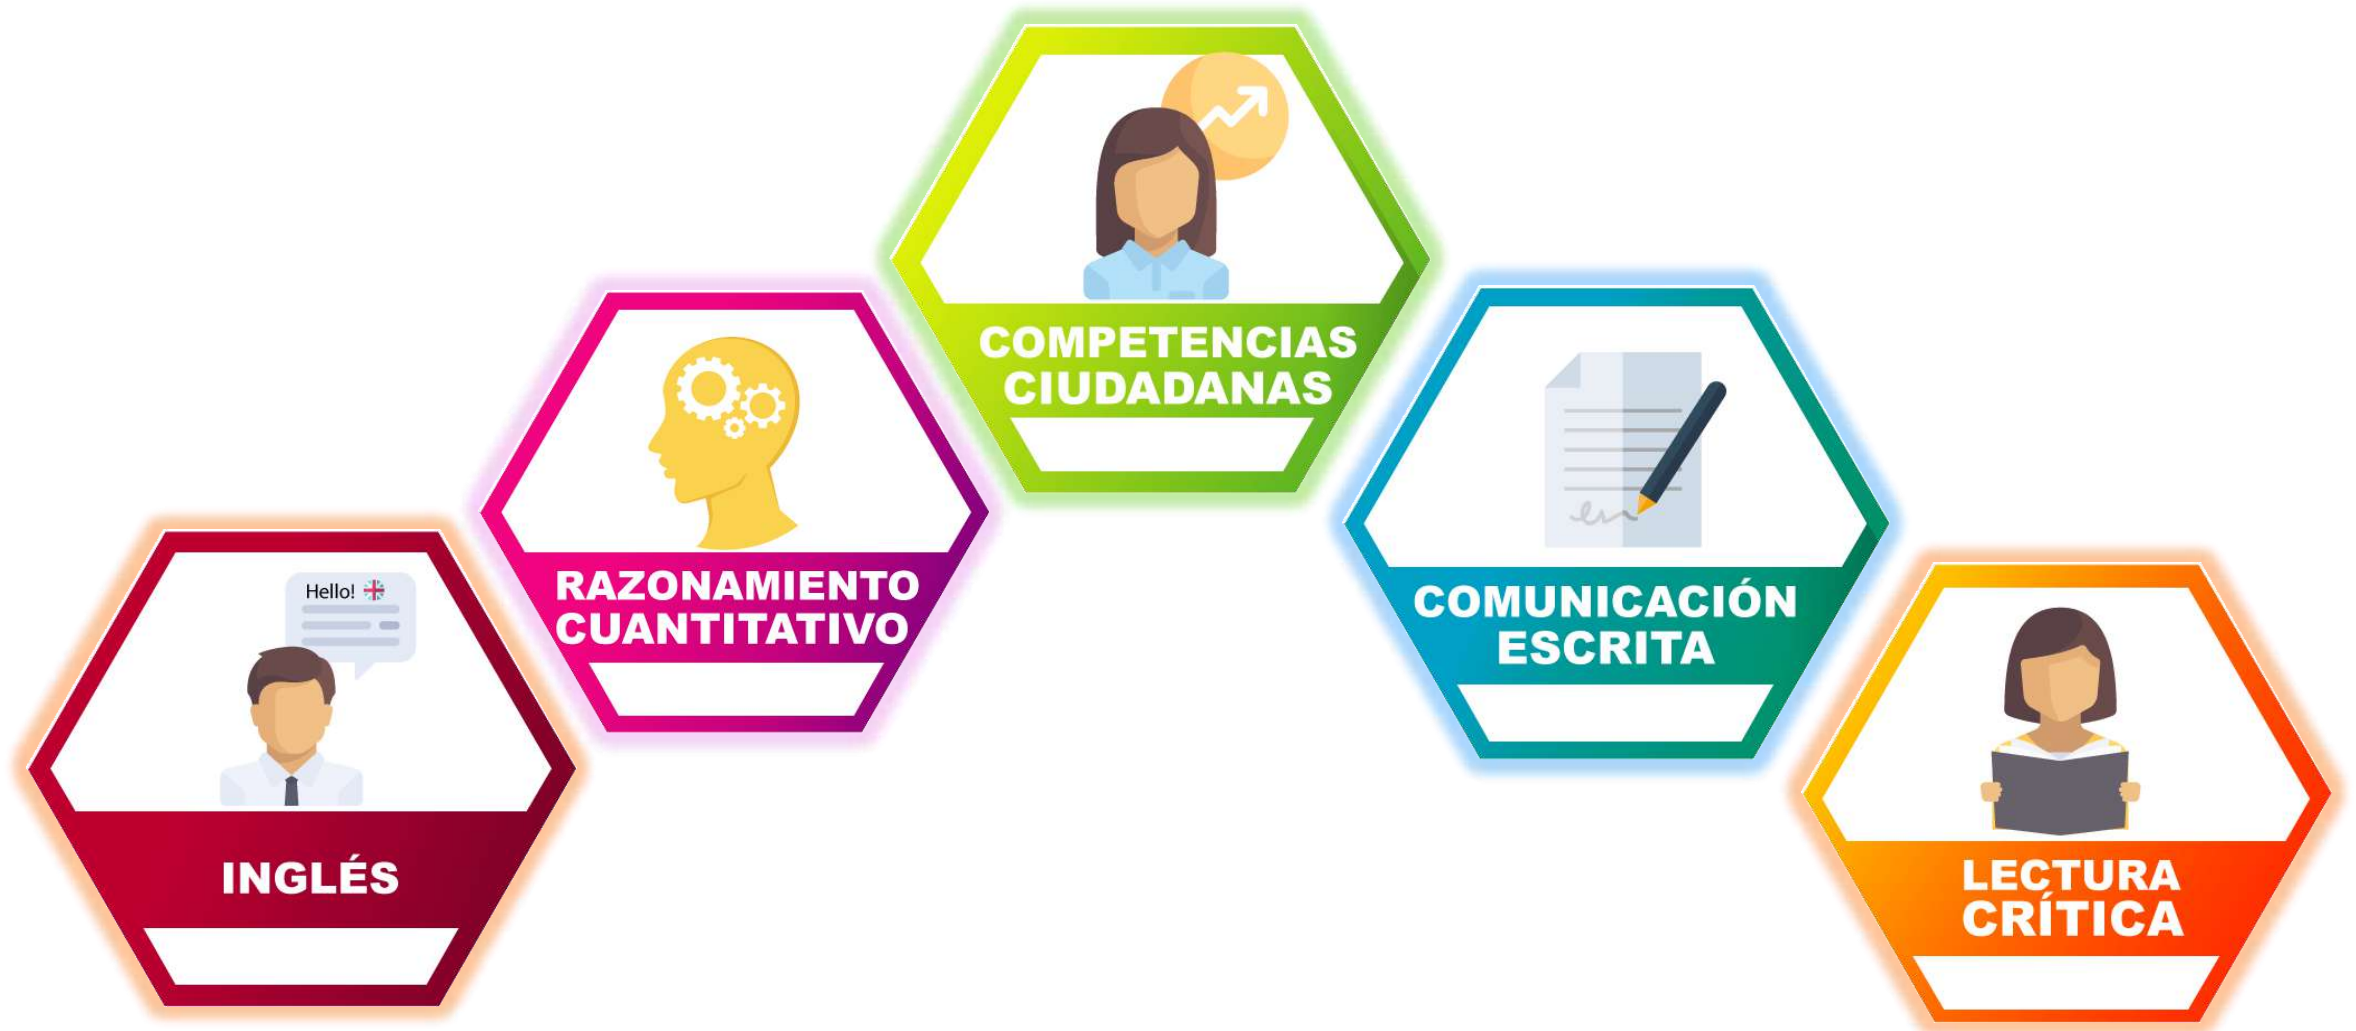 Hello!
INGLÉS
RAZONAMIENTO
CUANTITATIVO
COMPETENCIAS
CIUDADANAS
COMUNICACIÓN
ESCRITA
LECTURA
CRÍTICA